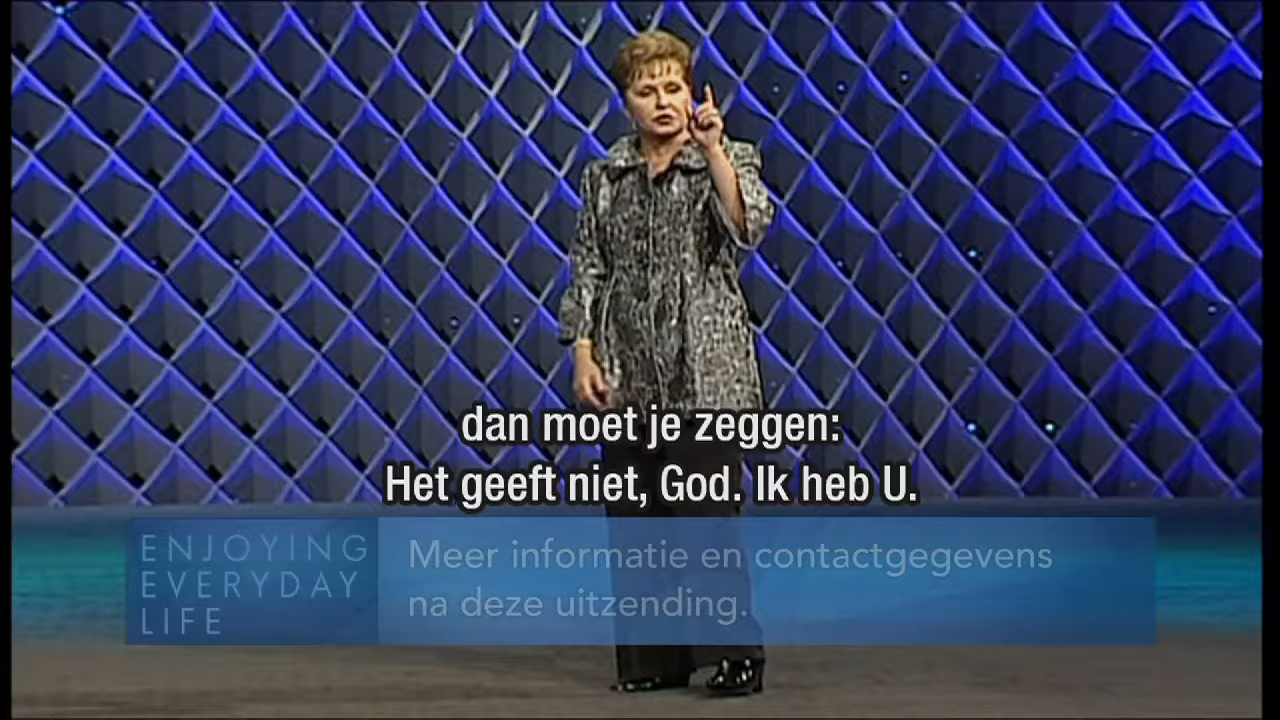 dan moet je zeggen:
Het geeft niet, God. Ik heb U.
ENJOYING
EVERYDAY
LIFE
Meer informatie en contactgegevens
na deze uitzending.